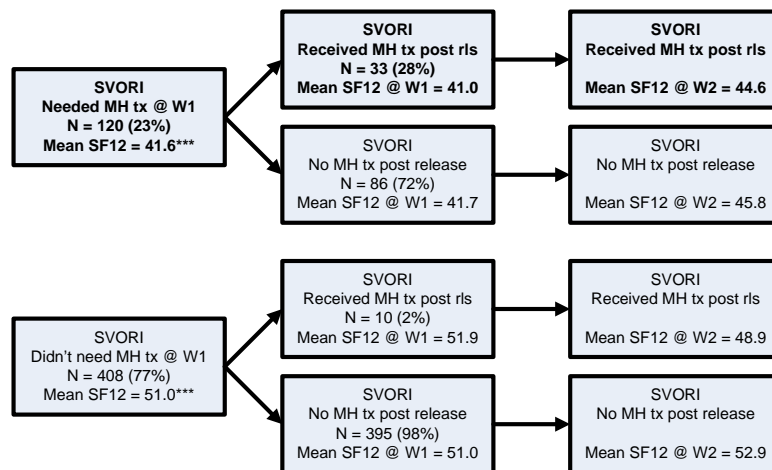 SVORI
Needed MH tx @ W1
N = 120 (23%)
Mean SF12 = 41.6***
SVORI
Received MH tx post rls
N = 33 (28%)
Mean SF12 @ W1 = 41.0
SVORI
Received MH tx post rls
Mean SF12 @ W2 = 44.6
SVORI
No MH tx post release
N = 86 (72%)
Mean SF12 @ W1 = 41.7
SVORI
No MH tx post release
Mean SF12 @ W2 = 45.8
SVORI
Didn't need MH tx @ W1
N = 408 (77%)
Mean SF12 = 51.0***
SVORI
Received MH tx post rls
N = 10 (2%)
Mean SF12 @ W1 = 51.9
SVORI
Received MH tx post rls
Mean SF12 @ W2 = 48.9
SVORI
No MH tx post release
N = 395 (98%)
Mean SF12 @ W1 = 51.0
SVORI
No MH tx post release
Mean SF12 @ W2 = 52.9